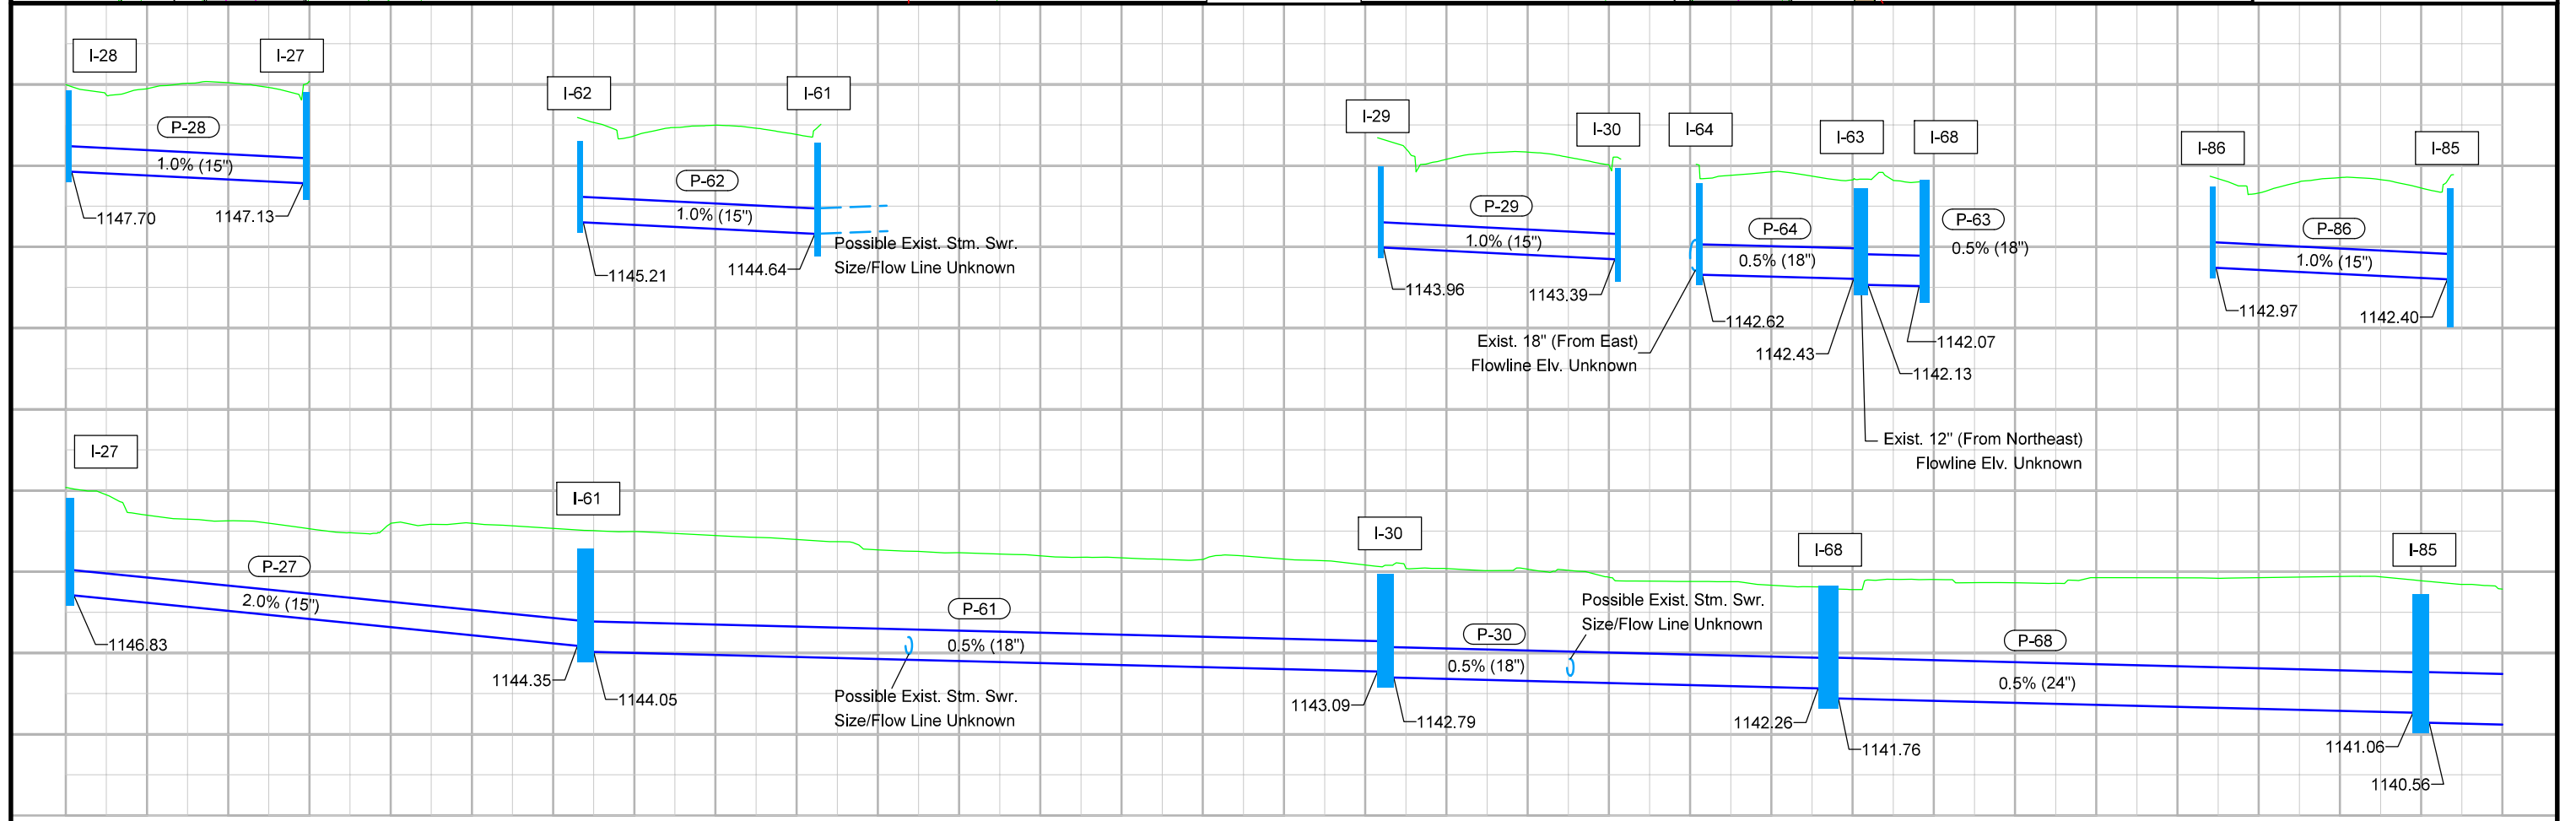 I-28
I-27
P-28
1.0% (15")
1147.70
1147.13
I-62
I-61
P-62
1.0% (15")
1145.21
1144.64
Possible Exist. Stm. Swr.
Size/Flow Line Unknown
I-29
I-30
P-29
1.0% (15")
1143.96
1143.39
I-64
I-63
I-68
P-64
0.5% (18")
P-63
0.5% (18")
1142.62
Exist. 18" (From East)
Flowline Elv. Unknown
1142.43
1142.07
1142.13
Exist. 12" (From Northeast)
Flowline Elv. Unknown
I-86
I-85
P-86
1.0% (15")
1142.97
1142.40
I-27
P-27
2.0% (15")
1146.83
I-61
1144.35
1144.05
P-61
0.5% (18")
Possible Exist. Stm. Swr.
Size/Flow Line Unknown
I-30
1143.09
1142.79
P-30
0.5% (18")
Possible Exist. Stm. Swr.
Size/Flow Line Unknown
I-68
1142.26
1141.76
P-68
0.5% (24")
I-85
1141.06
1140.56